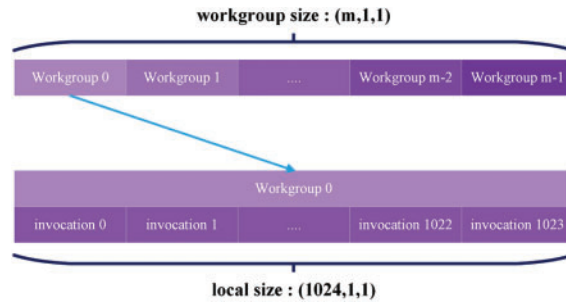 workgroup size : (m,1,1)
Workgroup 0 Workgroup 1 .... Workgroup m-2 Workgroup m-1
Workgroup 0
invocation 0 invocation 1 .... invocation 1022 invocation 1023
local size : (1024,1,1)